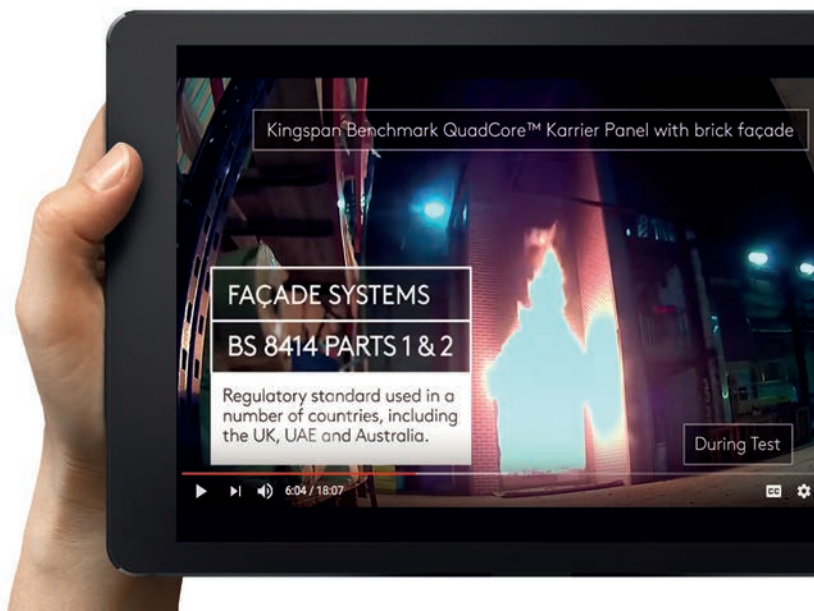 Kingspan Benchmark QuadCore™ Karrier Panel with brick façade
FAÇADE SYSTEMS
BS 8414 PARTS 1 & 2
Regulatory standard used in a
number of countries, including
the UK, UAE and Australia.
During Test
6:04 / 18:07
CC